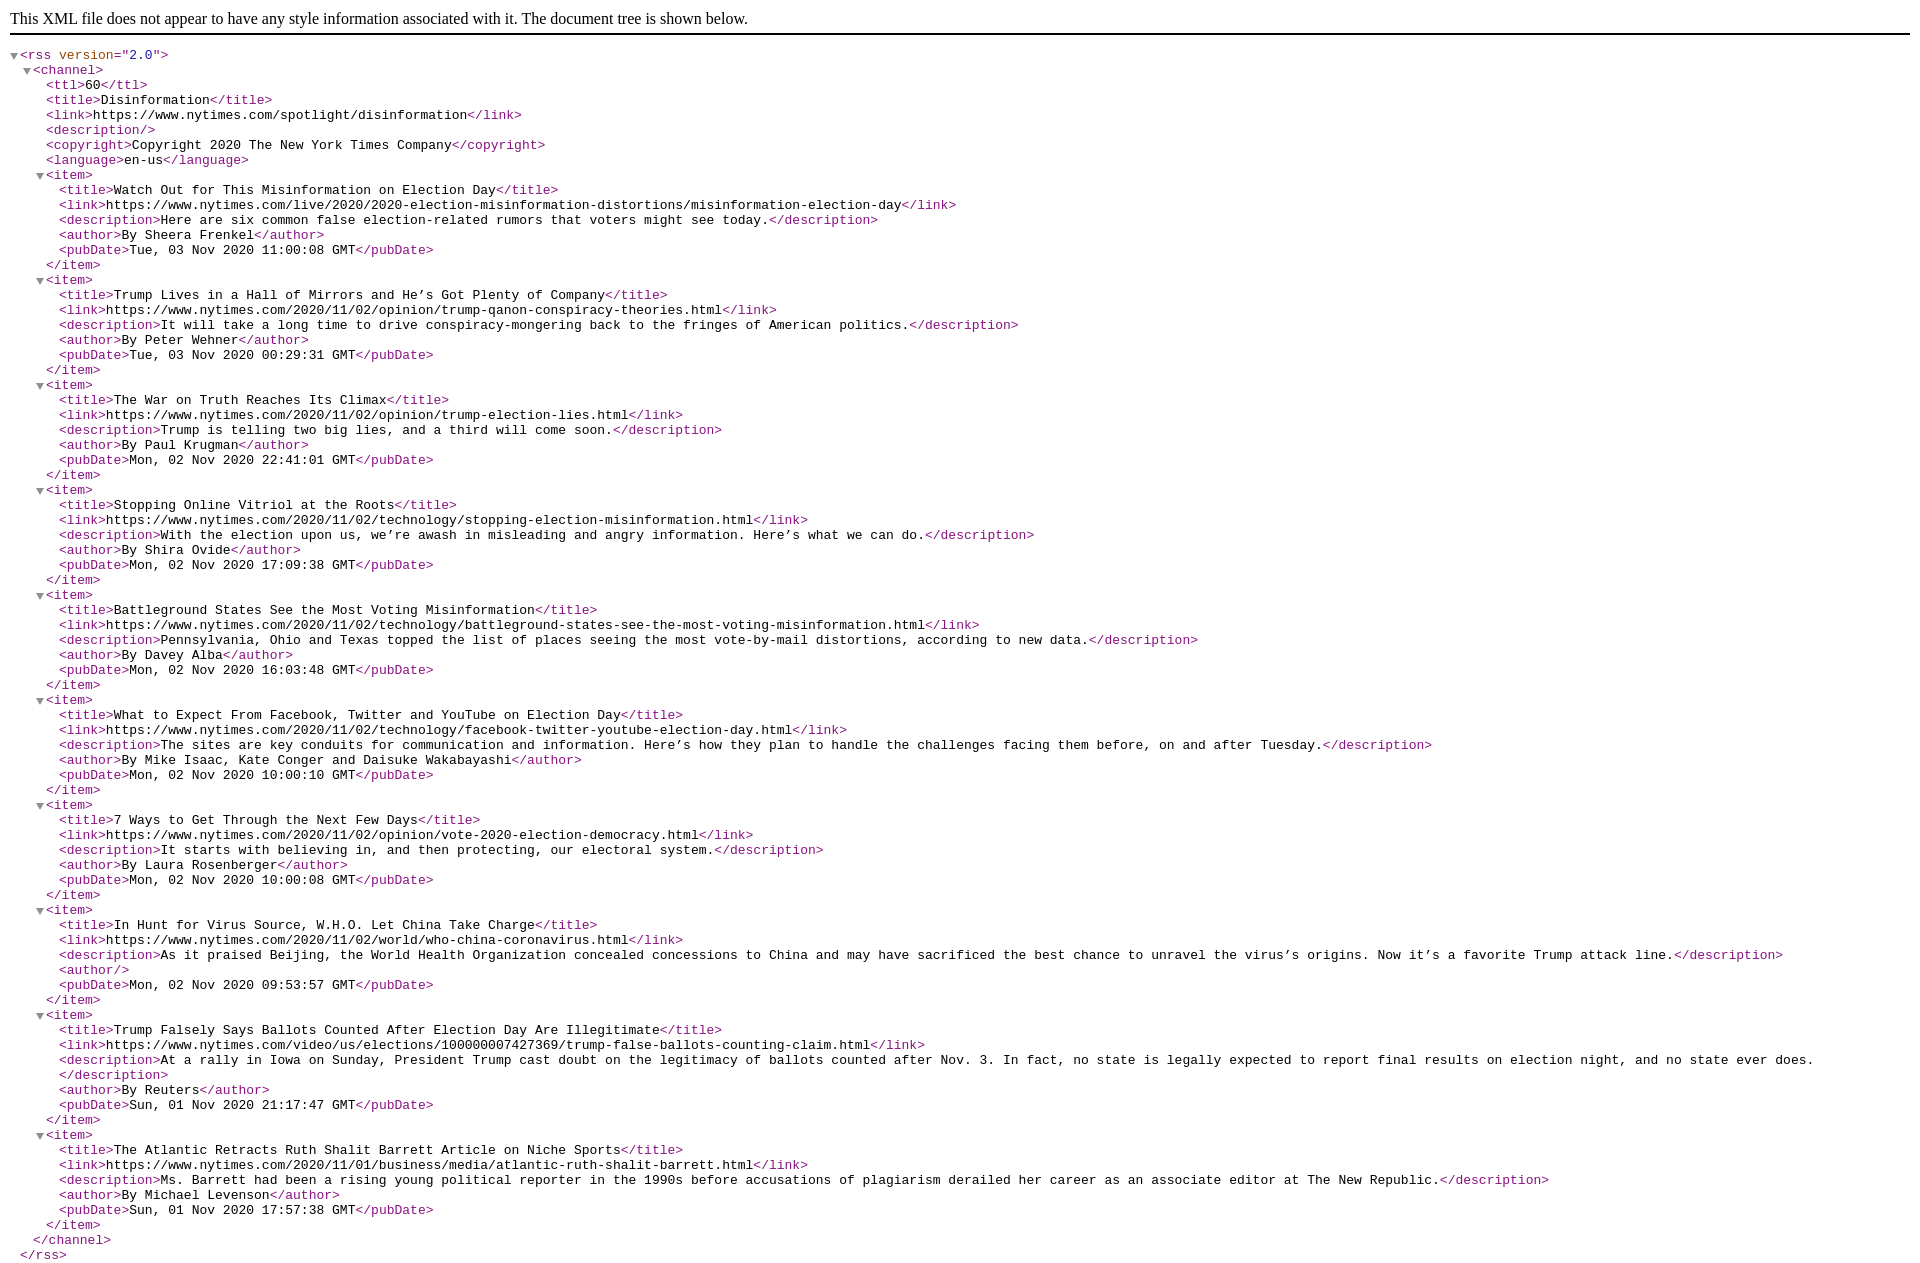 This XML file does not appear to have any style information associated with it. The document tree is shown below.
<rss version="2.0">
<channel>
<ttl>60</ttl>
<title>Disinformation</title>
<link>https://www.nytimes.com/spotlight/disinformation</link>
<description/>
<copyright>Copyright 2020 The New York Times Company</copyright>
<language>en-us</language>
<item>
<title>Watch Out for This Misinformation on Election Day</title>
<link>https://www.nytimes.com/live/2020/2020-election-misinformation-distortions/misinformation-election-day</link>
<description>Here are six common false election-related rumors that voters might see today.</description>
<author>By Sheera Frenkel</author>
<pubDate>Tue, 03 Nov 2020 11:00:08 GMT</pubDate>
</item>
<item>
<title>Trump Lives in a Hall of Mirrors and He’s Got Plenty of Company</title>
<link>https://www.nytimes.com/2020/11/02/opinion/trump-qanon-conspiracy-theories.html</link>
<description>It will take a long time to drive conspiracy-mongering back to the fringes of American politics.</description>
<author>By Peter Wehner</author>
<pubDate>Tue, 03 Nov 2020 00:29:31 GMT</pubDate>
</item>
<item>
<title>The War on Truth Reaches Its Climax</title>
<link>https://www.nytimes.com/2020/11/02/opinion/trump-election-lies.html</link>
<description>Trump is telling two big lies, and a third will come soon.</description>
<author>By Paul Krugman</author>
<pubDate>Mon, 02 Nov 2020 22:41:01 GMT</pubDate>
</item>
<item>
<title>Stopping Online Vitriol at the Roots</title>
<link>https://www.nytimes.com/2020/11/02/technology/stopping-election-misinformation.html</link>
<description>With the election upon us, we’re awash in misleading and angry information. Here’s what we can do.</description>
<author>By Shira Ovide</author>
<pubDate>Mon, 02 Nov 2020 17:09:38 GMT</pubDate>
</item>
<item>
<title>Battleground States See the Most Voting Misinformation</title>
<link>https://www.nytimes.com/2020/11/02/technology/battleground-states-see-the-most-voting-misinformation.html</link>
<description>Pennsylvania, Ohio and Texas topped the list of places seeing the most vote-by-mail distortions, according to new data.</description>
<author>By Davey Alba</author>
<pubDate>Mon, 02 Nov 2020 16:03:48 GMT</pubDate>
</item>
<item>
<title>What to Expect From Facebook, Twitter and YouTube on Election Day</title>
<link>https://www.nytimes.com/2020/11/02/technology/facebook-twitter-youtube-election-day.html</link>
<description>The sites are key conduits for communication and information. Here’s how they plan to handle the challenges facing them before, on and after Tuesday.</description>
<author>By Mike Isaac, Kate Conger and Daisuke Wakabayashi</author>
<pubDate>Mon, 02 Nov 2020 10:00:10 GMT</pubDate>
</item>
<item>
<title>7 Ways to Get Through the Next Few Days</title>
<link>https://www.nytimes.com/2020/11/02/opinion/vote-2020-election-democracy.html</link>
<description>It starts with believing in, and then protecting, our electoral system.</description>
<author>By Laura Rosenberger</author>
<pubDate>Mon, 02 Nov 2020 10:00:08 GMT</pubDate>
</item>
<item>
<title>In Hunt for Virus Source, W.H.O. Let China Take Charge</title>
<link>https://www.nytimes.com/2020/11/02/world/who-china-coronavirus.html</link>
<description>As it praised Beijing, the World Health Organization concealed concessions to China and may have sacrificed the best chance to unravel the virus’s origins. Now it’s a favorite Trump attack line.</description>
<author/>
<pubDate>Mon, 02 Nov 2020 09:53:57 GMT</pubDate>
</item>
<item>
<title>Trump Falsely Says Ballots Counted After Election Day Are Illegitimate</title>
<link>https://www.nytimes.com/video/us/elections/100000007427369/trump-false-ballots-counting-claim.html</link>
<description>At a rally in Iowa on Sunday, President Trump cast doubt on the legitimacy of ballots counted after Nov. 3. In fact, no state is legally expected to report final results on election night, and no state ever does.
</description>
<author>By Reuters</author>
<pubDate>Sun, 01 Nov 2020 21:17:47 GMT</pubDate>
</item>
<item>
<title>The Atlantic Retracts Ruth Shalit Barrett Article on Niche Sports</title>
<link>https://www.nytimes.com/2020/11/01/business/media/atlantic-ruth-shalit-barrett.html</link>
<description>Ms. Barrett had been a rising young political reporter in the 1990s before accusations of plagiarism derailed her career as an associate editor at The New Republic.</description>
<author>By Michael Levenson</author>
<pubDate>Sun, 01 Nov 2020 17:57:38 GMT</pubDate>
</item>
</channel>
</rss>